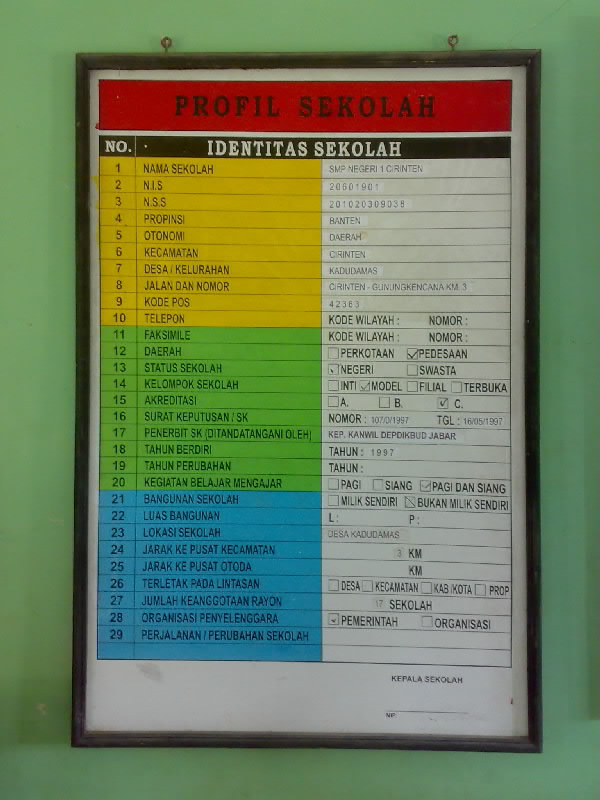 PROFIL SEKOLAH
NO. IDENTITAS SEKOLAH
1 NAMA SEKOLAH SMP NEGERI 1 CIRINTEN
2 N.I.S 20601901
3 N.S.S 201020309036
4 PROPINSI BANTEN
5 OTONOMI DAERAH
6 KECAMATAN CIRINTEN
7 DESA / KELURAHAN KADUDAMAS
8 JALAN DAN NOMOR CIRINTEN - GUNUNGKENCANA KM. 3
9 KODE POS 42363
10 TELEPON KODE WILAYAH : NOMOR :
11 FAKSIMILE KODE WILAYAH : NOMOR :
12 DAERAH PERKOTAAN PEDESAAN
13 STATUS SEKOLAH NEGERI SWASTA
14 KELOMPOK SEKOLAH INTI MODEL FILIAL TERBUKA
15 AKREDITASI A. B. C.
16 SURAT KEPUTUSAN / SK NOMOR : 107/0/1997 TGL : 16/05/1997
17 PENERBIT SK (DITANDATANGANI OLEH) KEP. KANWIL DEPDIKBUD JABAR
18 TAHUN BERDIRI TAHUN : 1997
19 TAHUN PERUBAHAN TAHUN :
20 KEGIATAN BELAJAR MENGAJAR PAGI SIANG PAGI DAN SIANG
21 BANGUNAN SEKOLAH MILIK SENDIRI BUKAN MILIK SENDIRI
22 LUAS BANGUNAN L : P :
23 LOKASI SEKOLAH DESA KADUDAMAS
24 JARAK KE PUSAT KECAMATAN 3 KM
25 JARAK KE PUSAT OTODA KM
26 TERLETAK PADA LINTASAN DESA KECAMATAN KAB/KOTA PROP
27 JUMLAH KEANGGOTAAN RAYON 17 SEKOLAH
28 ORGANISASI PENYELENGGARA PEMERINTAH ORGANISASI
29 PERJALANAN / PERUBAHAN SEKOLAH
KEPALA SEKOLAH
NIP.